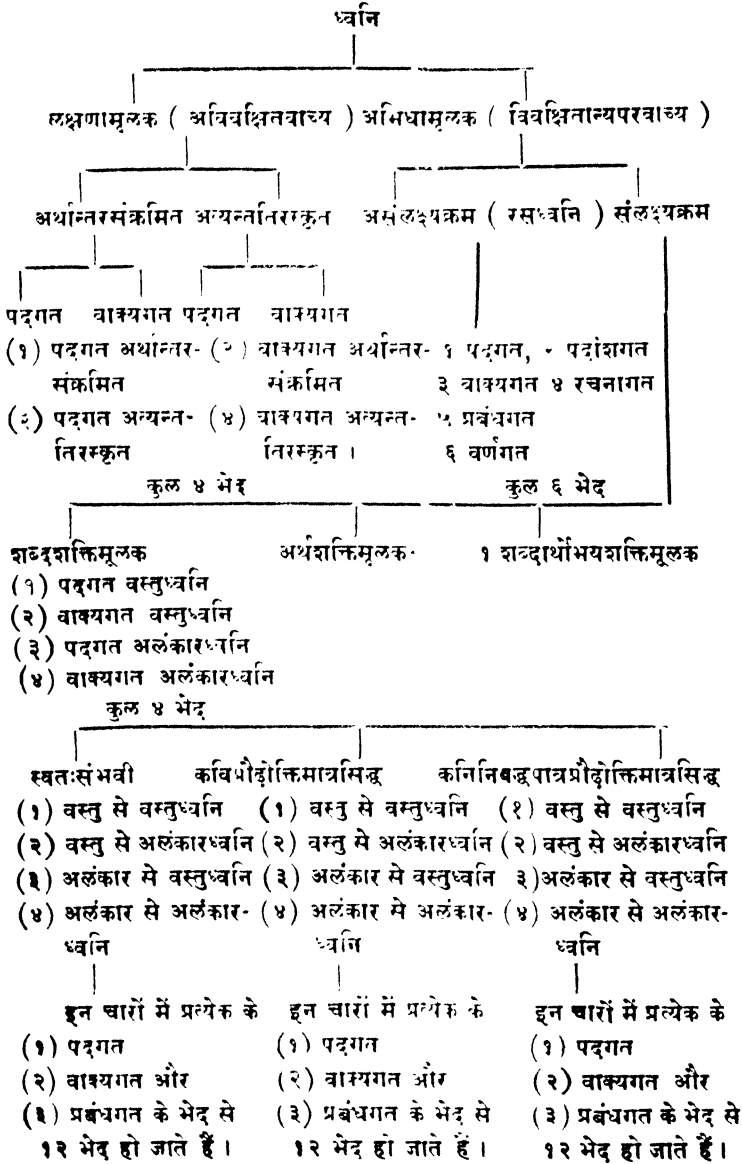 ध्वनि
लक्षणामूलक ( अविवक्षितवाच्य ) अभिधामूलक ( विवक्षितान्यपरवाच्य )
अर्थान्तरसंक्रमित अत्यन्ततिरस्कृत असंलक्ष्यक्रम ( रसध्वनि ) संलक्ष्यक्रम
पदगत वाक्यगत पदगत वाक्यगत
(१) पदगत अर्थान्तर- (२) वाक्यगत अर्थान्तर- १ पदगत, पदांशगत
संक्रमित संक्रमित ३ वाक्यगत ४ रचनागत
(३) पदगत अत्यन्त- (४) वाक्यगत अत्यन्त- ५ प्रबंधगत
तिरस्कृत तिरस्कृत । ६ वर्णगत
कुल ४ भेद कुल ६ भेद
शब्दशक्तिमूलक अर्थशक्तिमूलक १ शब्दार्थोभयशक्तिमूलक
(१) पदगत वस्तुध्वनि
(२) वाक्यगत वस्तुध्वनि
(३) पदगत अलंकारध्वनि
(४) वाक्यगत अलंकारध्वनि
कुल ४ भेद
स्वतःसंभवी कविप्रौढ़ोक्तिमात्रसिद्ध कनिनिबद्धपात्रप्रौढ़ोक्तिमात्रसिद्ध
(१) वस्तु से वस्तुध्वनि (१) वस्तु से वस्तुध्वनि (१) वस्तु से वस्तुध्वनि
(२) वस्तु से अलंकारध्वनि (२) वस्तु से अलंकारध्वनि (२) वस्तु से अलंकारध्वनि
(३) अलंकार से वस्तुध्वनि (३) अलंकार से वस्तुध्वनि ३) अलंकार से वस्तुध्वनि
(४) अलंकार से अलंकार- (४) अलंकार से अलंकार- (४) अलंकार से अलंकार-
ध्वनि ध्वनि ध्वनि
इन चारों में प्रत्येक के इन चारों में प्रत्येक के इन चारों में प्रत्येक के
(१) पदगत (१) पदगत (१) पदगत
(२) वाक्यगत और (२) वाक्यगत और (२) वाक्यगत और
(३) प्रबंधगत के भेद से (३) प्रबंधगत के भेद से (३) प्रबंधगत के भेद से
१२ भेद हो जाते हैं । १२ भेद हो जाते हैं । १२ भेद हो जाते हैं ।